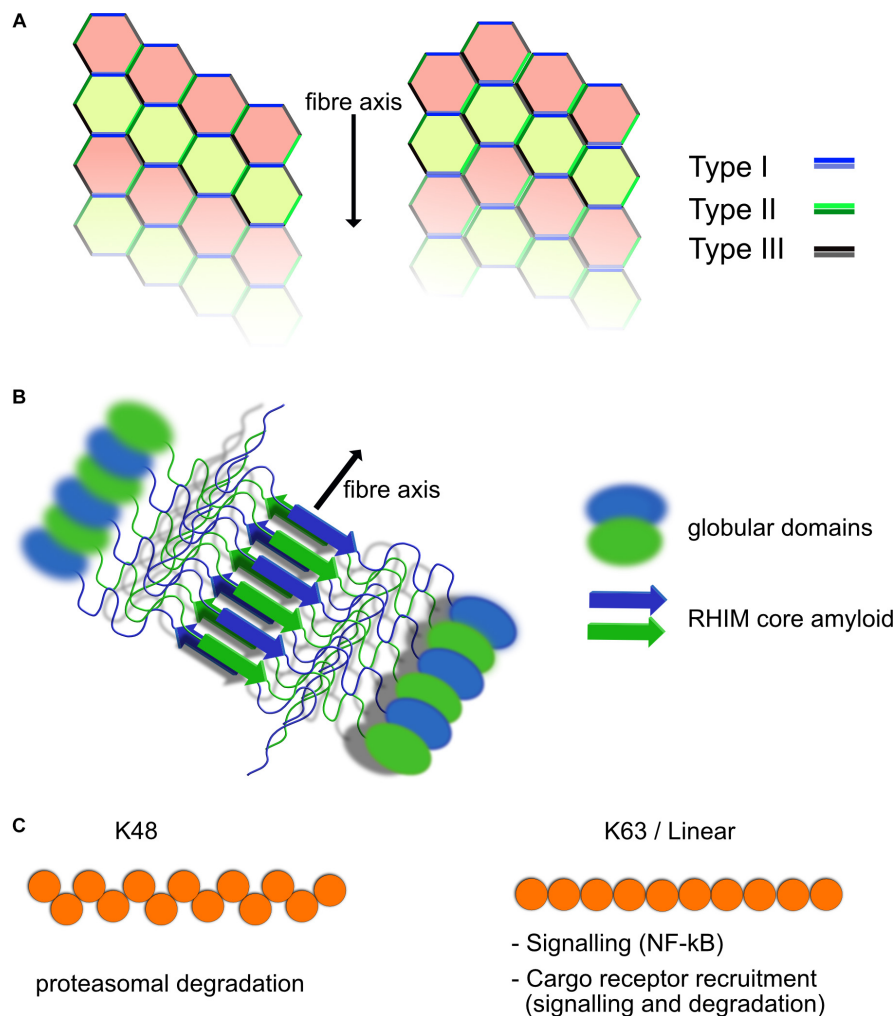 A
fibre axis
Type I
Type II
Type III
B
fibre axis
globular domains
RHIM core amyloid
C
K48
K63 / Linear
proteasomal degradation
- Signalling (NF-kB)
- Cargo receptor recruitment
(signalling and degradation)